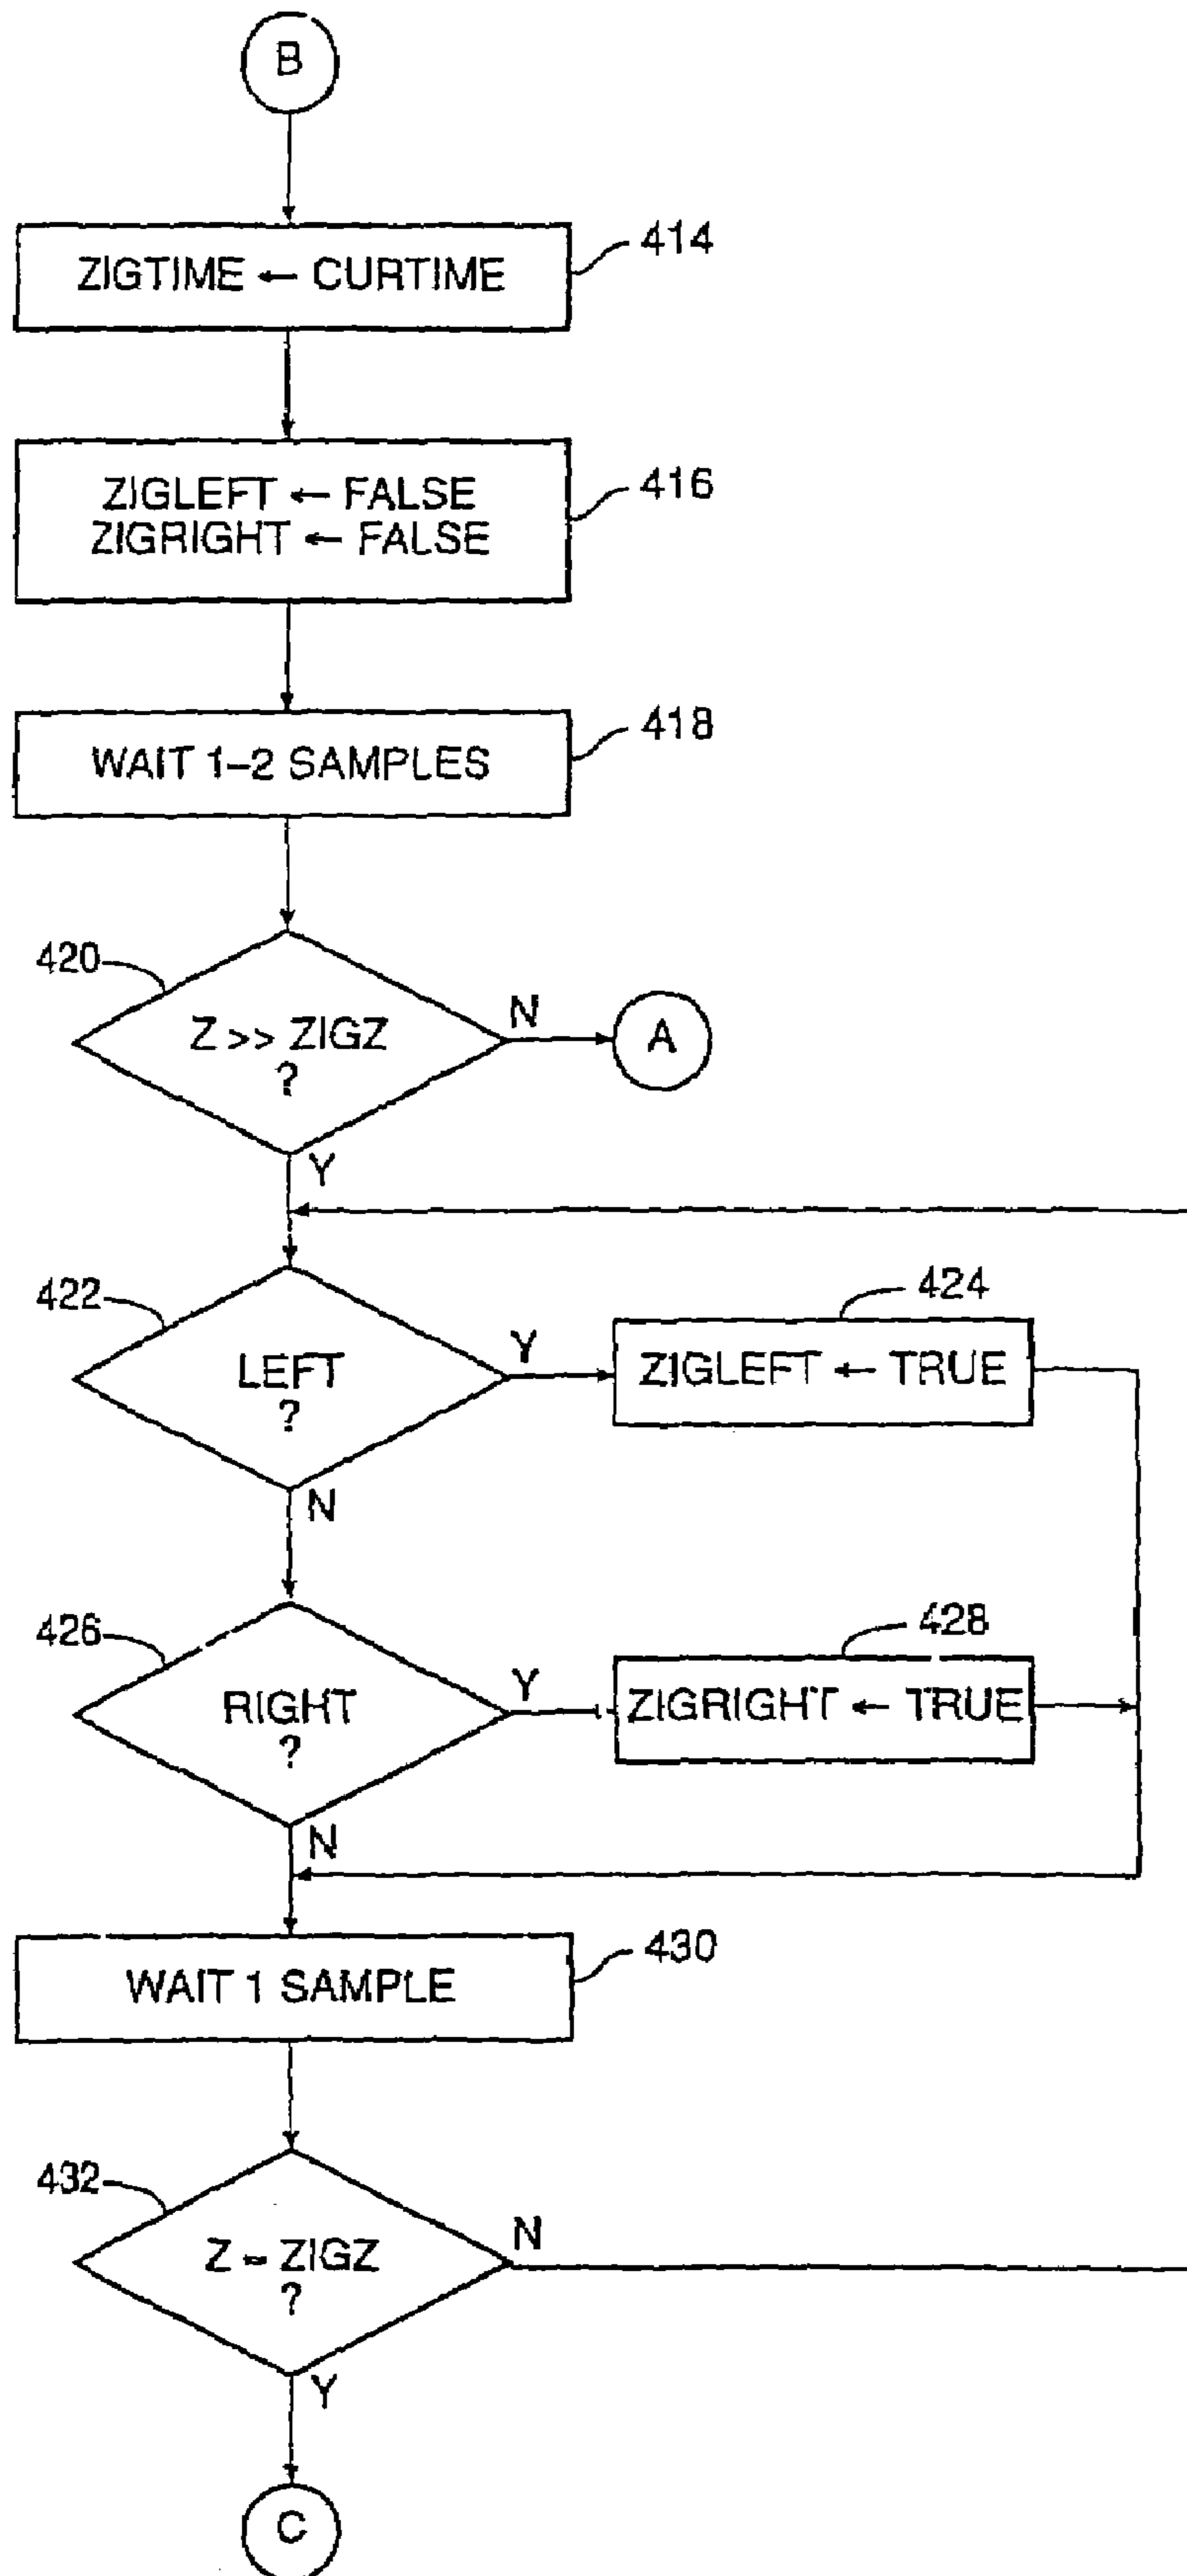 B
ZIGTIME ← CURTIME
414
ZIGLEFT ← FALSE
ZIGRIGHT ← FALSE
416
WAIT 1–2 SAMPLES
418
420
Z >> ZIGZ
?
N
A
Y
422
LEFT
?
Y
ZIGLEFT ← TRUE
424
N
426
RIGHT
?
Y
ZIGRIGHT ← TRUE
428
N
WAIT 1 SAMPLE
430
432
Z – ZIGZ
?
N
Y
C